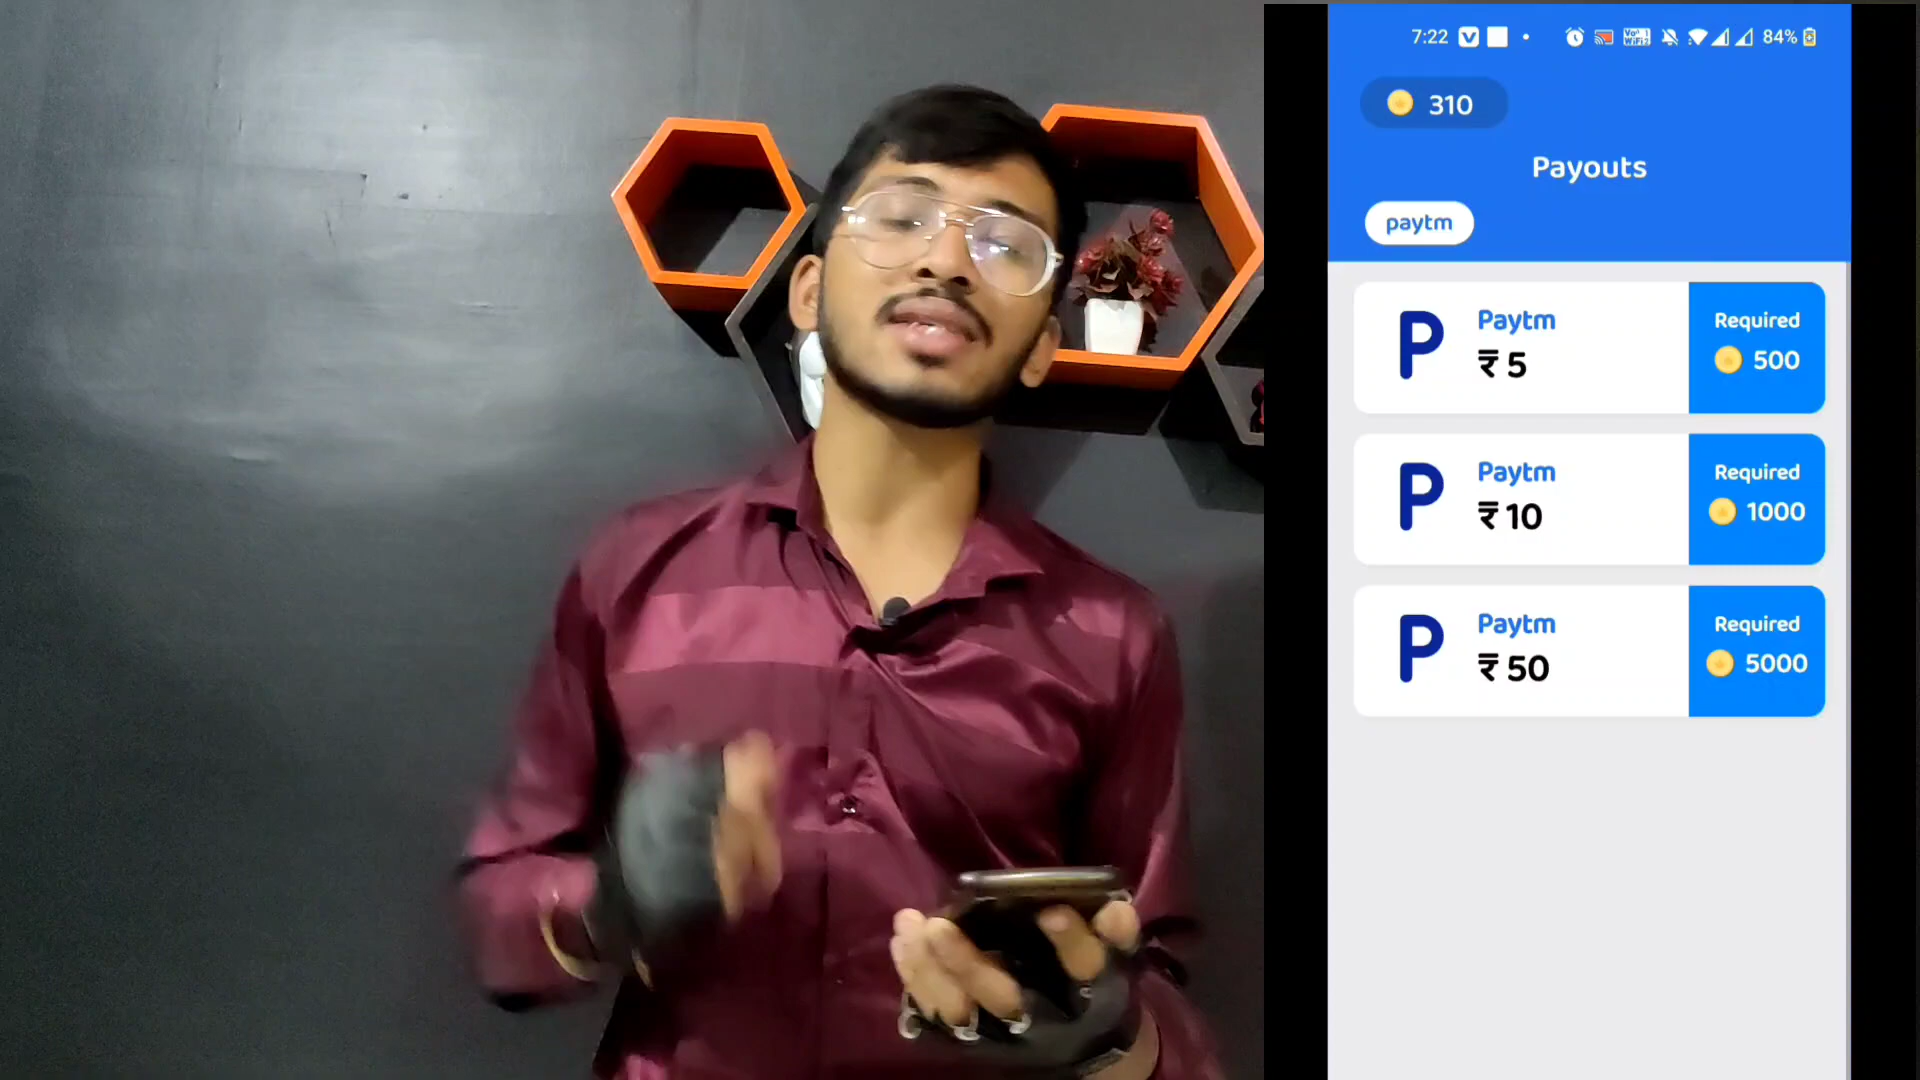 7:22
84%
310
Payouts
paytm
Paytm
₹ 5
Required
500
Paytm
₹ 10
Required
1000
Paytm
₹ 50
Required
5000